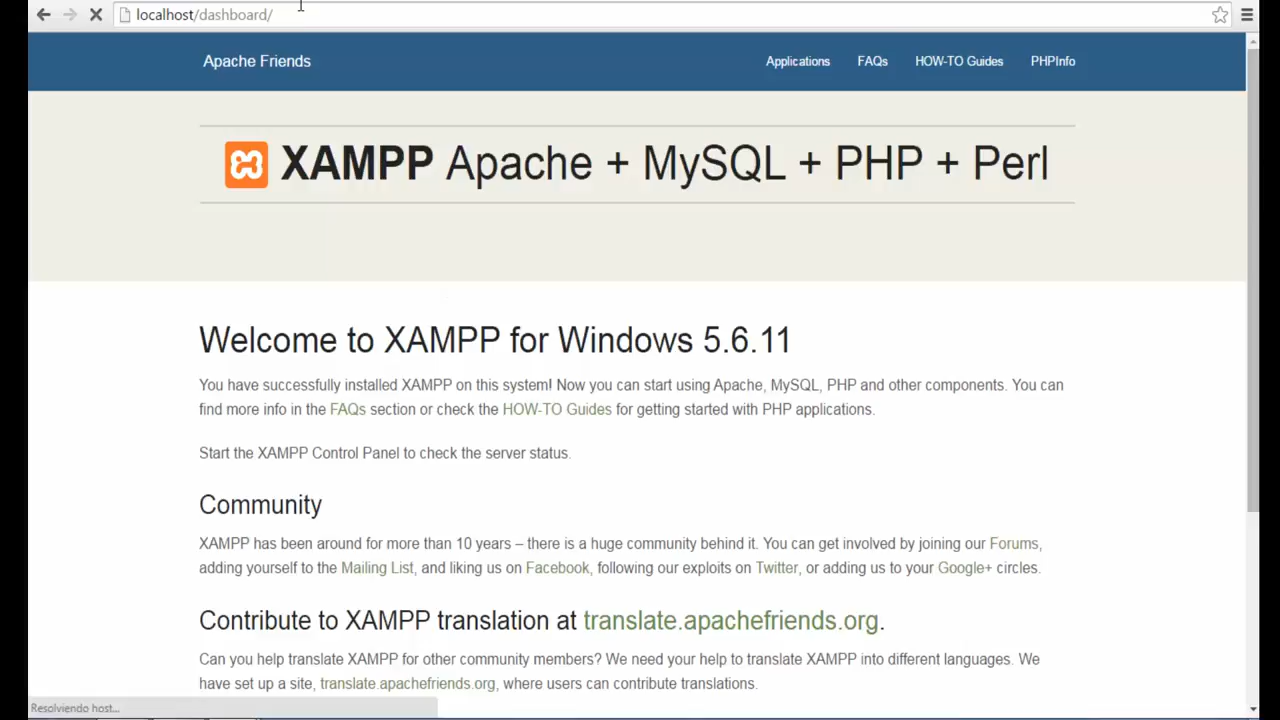 localhost/dashboard/
Apache Friends
Applications
FAQs
HOW-TO Guides
PHPInfo
XAMPP Apache + MySQL + PHP + Perl
Welcome to XAMPP for Windows 5.6.11
You have successfully installed XAMPP on this system! Now you can start using Apache, MySQL, PHP and other components. You can
find more info in the FAQs section or check the HOW-TO Guides for getting started with PHP applications.
Start the XAMPP Control Panel to check the server status.
Community
XAMPP has been around for more than 10 years – there is a huge community behind it. You can get involved by joining our Forums,
adding yourself to the Mailing List, and liking us on Facebook, following our exploits on Twitter, or adding us to your Google+ circles.
Contribute to XAMPP translation at translate.apachefriends.org.
Can you help translate XAMPP for other community members? We need your help to translate XAMPP into different languages. We
have set up a site, translate.apachefriends.org, where users can contribute translations.
Resolviendo host...